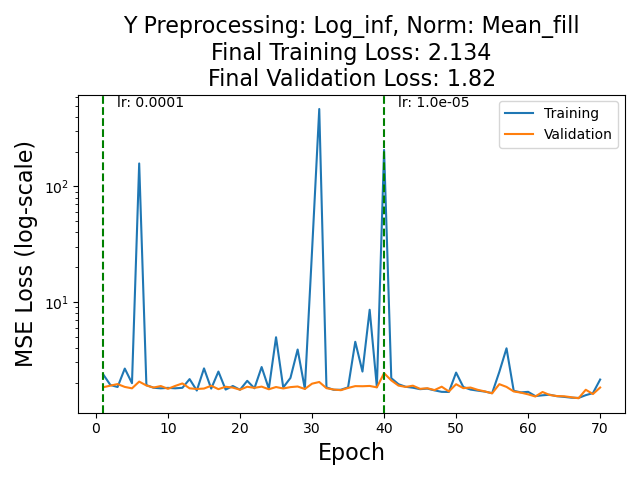 Y Preprocessing: Log_inf, Norm: Mean_fill
Final Training Loss: 2.134
Final Validation Loss: 1.82
lr: 0.0001
lr: 1.0e-05
Training
Validation
MSE Loss (log-scale)
10²
10¹
0 10 20 30 40 50 60 70
Epoch